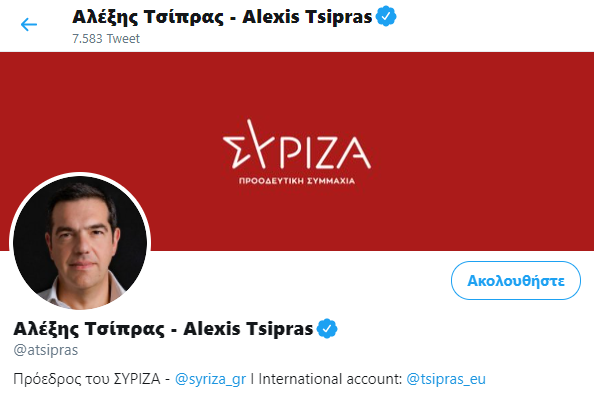 Αλέξης Τσίπρας - Alexis Tsipras
7.583 Tweet
ΣΥΡΙΖΑ
ΠΡΟΟΔΕΥΤΙΚΗ ΣΥΜΜΑΧΙΑ
Ακολουθήστε
Αλέξης Τσίπρας - Alexis Tsipras
@atsipras
Πρόεδρος του ΣΥΡΙΖΑ - @syriza_gr l International account: @tsipras_eu